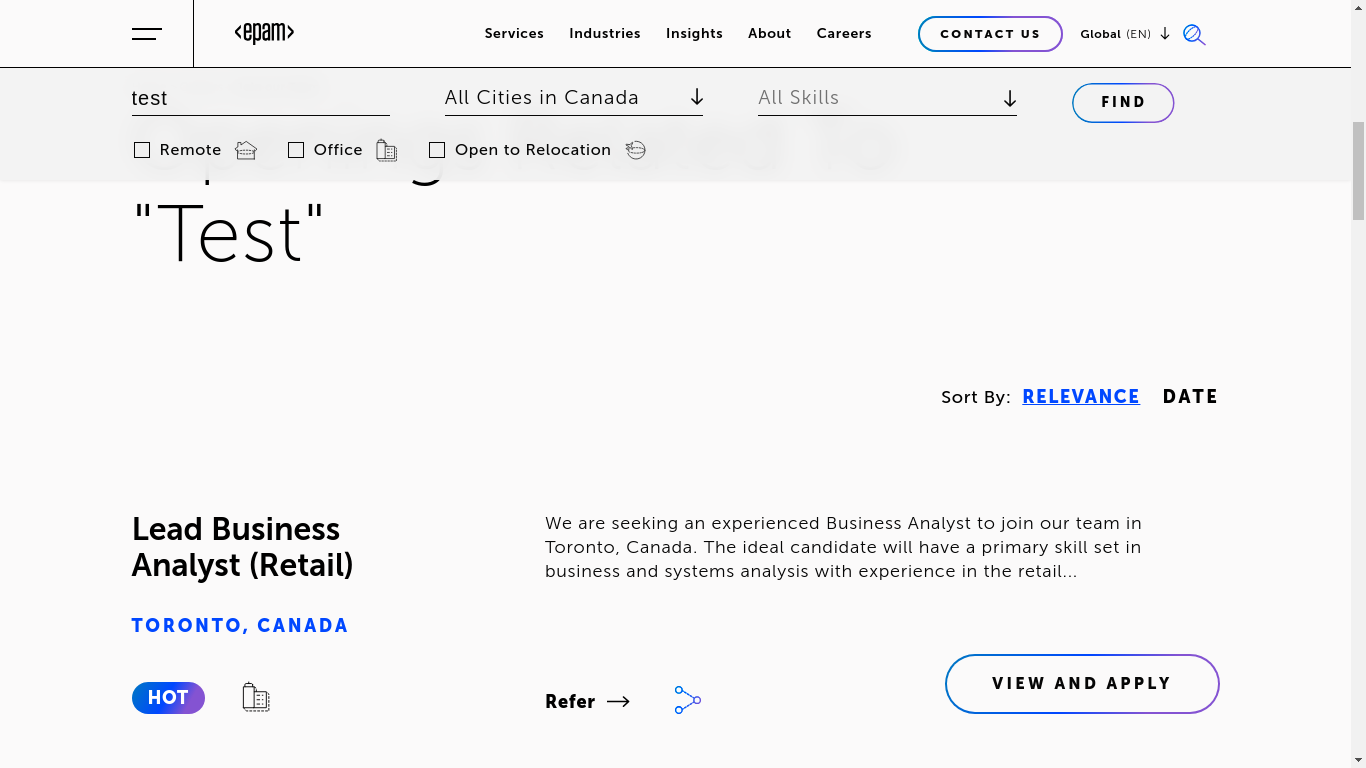 <epam>
Services Industries Insights About Careers CONTACT US Global (EN)
test All Cities in Canada All Skills FIND
Remote Office Open to Relocation
"Test"
Sort By: RELEVANCE DATE
Lead Business
Analyst (Retail)
TORONTO, CANADA
HOT
We are seeking an experienced Business Analyst to join our team in
Toronto, Canada. The ideal candidate will have a primary skill set in
business and systems analysis with experience in the retail...
Refer
VIEW AND APPLY